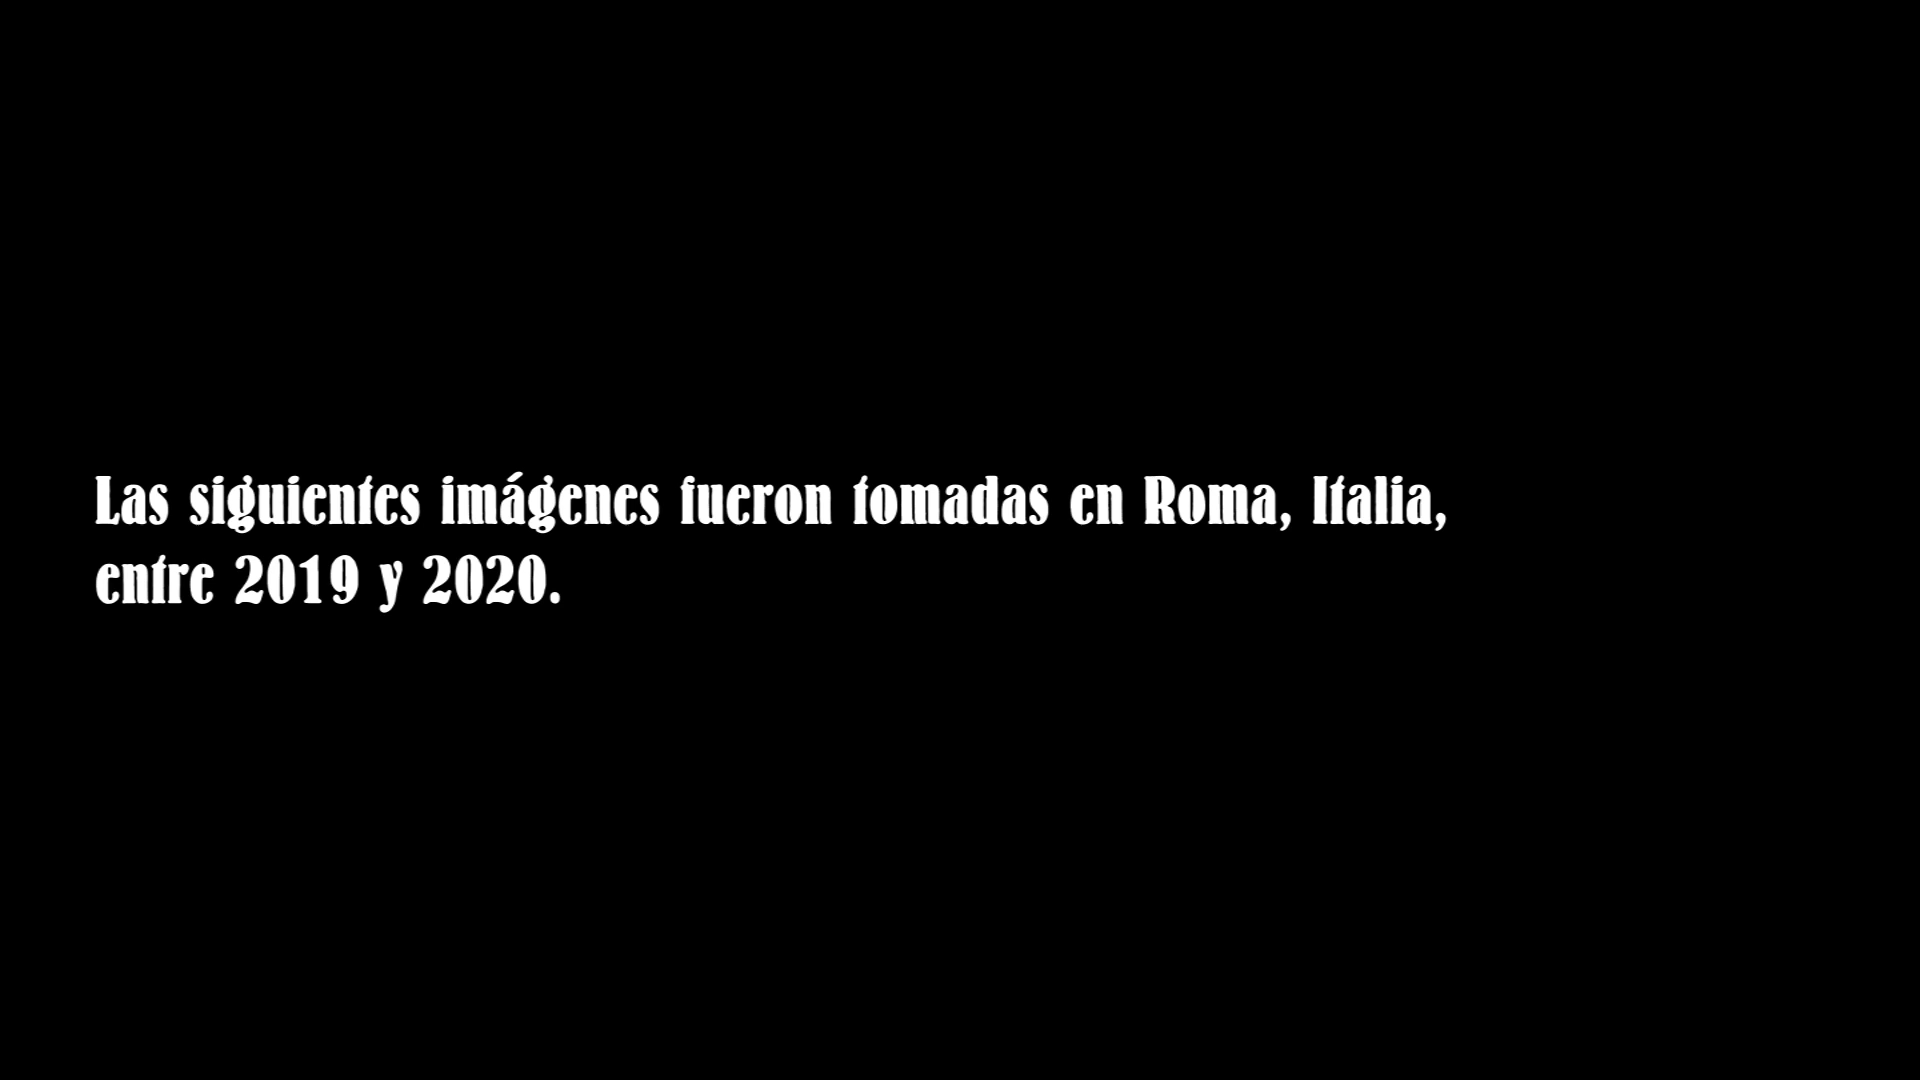 Las siguientes imágenes fueron tomadas en Roma, Italia,
entre 2019 y 2020.